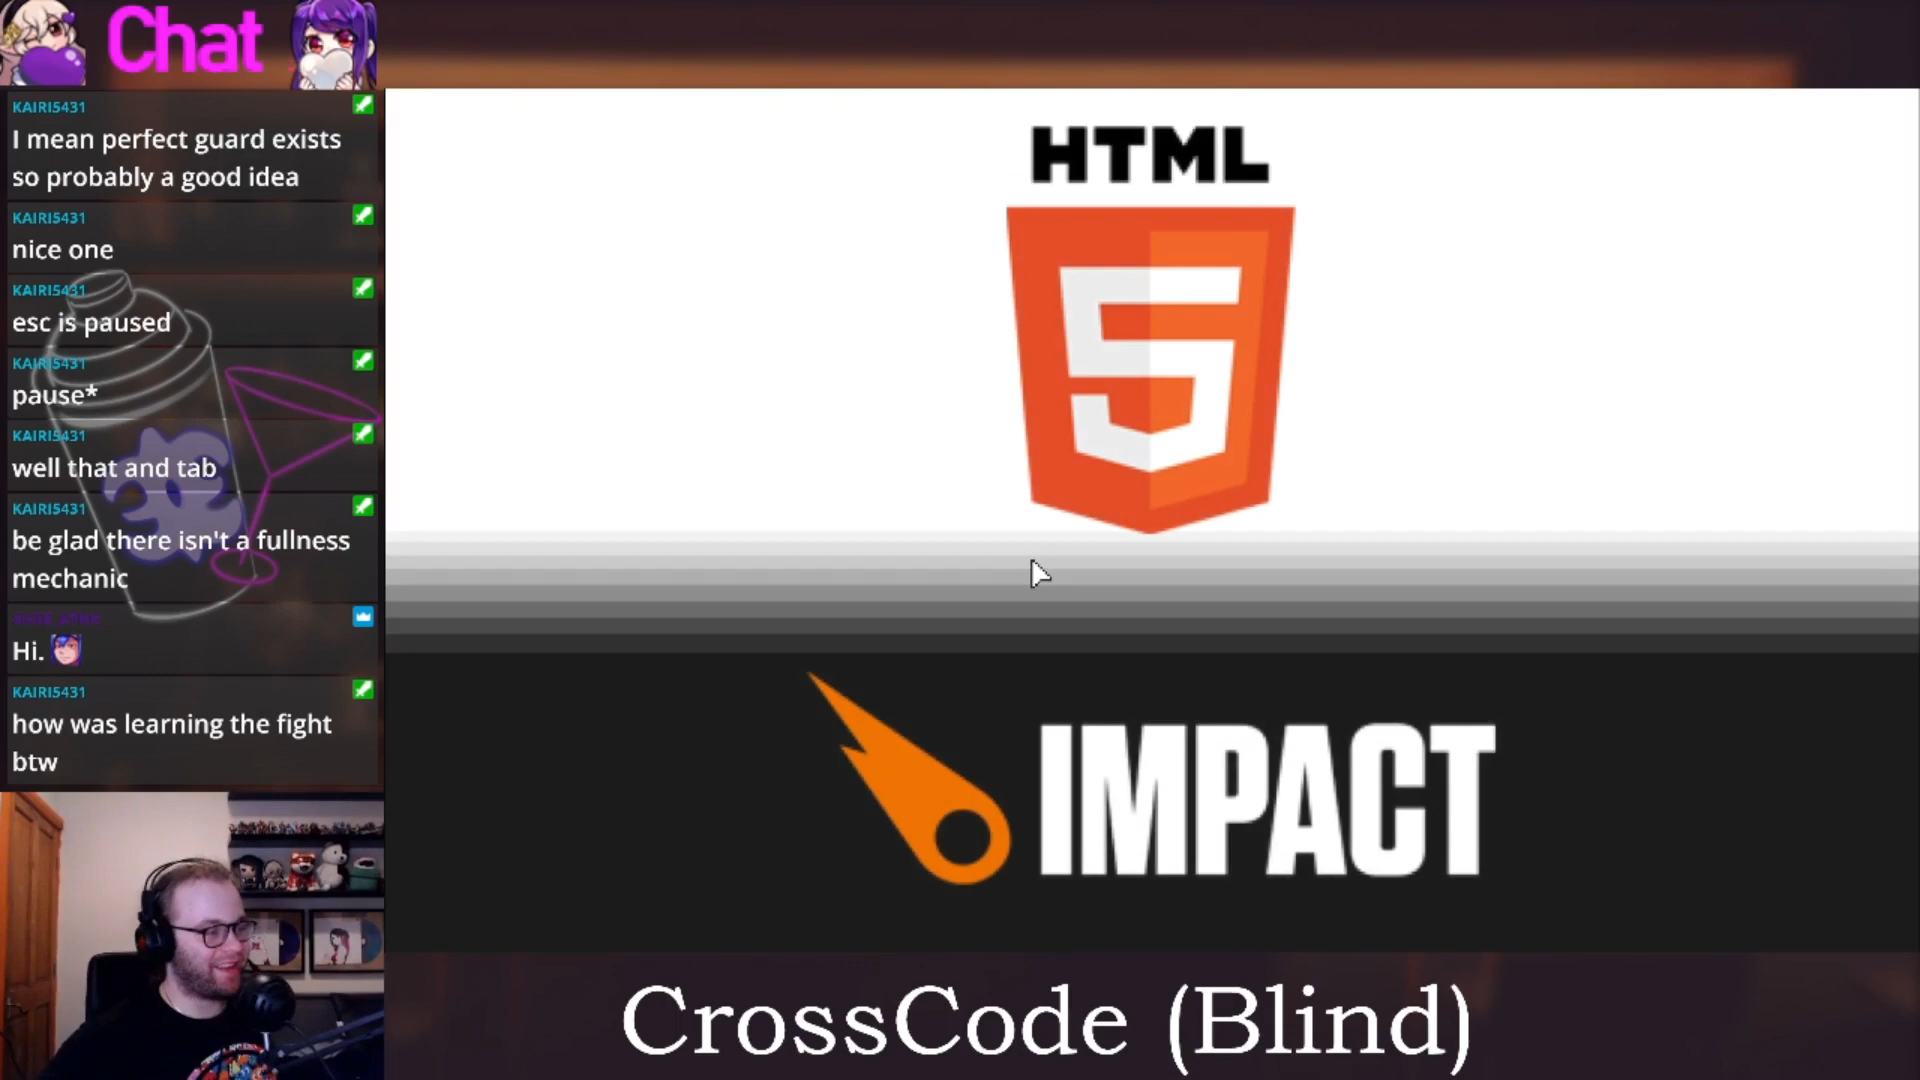 Chat
KAIRI5431
I mean perfect guard exists
so probably a good idea
KAIRI5431
nice one
KAIRI5431
esc is paused
KAIRI5431
pause*
KAIRI5431
well that and tab
KAIRI5431
be glad there isn't a fullness
mechanic
Hi.
KAIRI5431
how was learning the fight
btw
HTML
5
IMPACT
CrossCode (Blind)